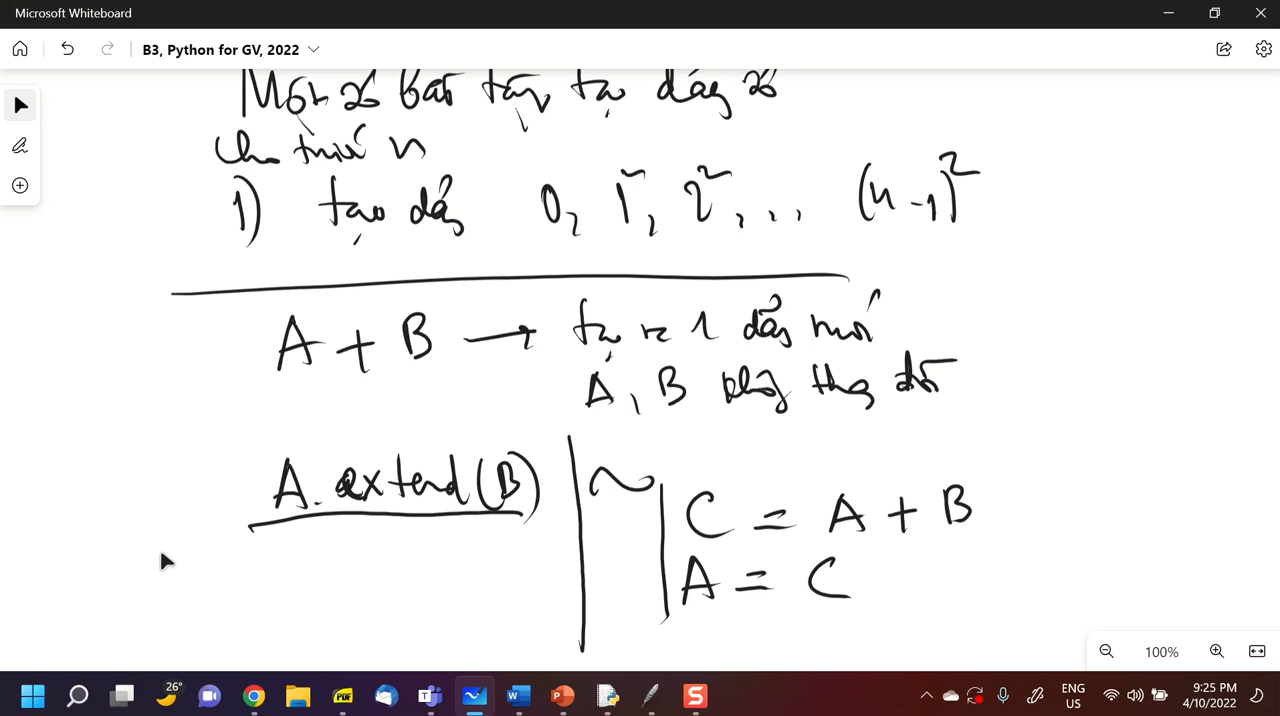 Microsoft Whiteboard
B3, Python for GV, 2022
Một số bài tập tạo dãy số
Cho trước n
1) tạo dãy 0, 1², 2², ... (n-1)²
A + B → tạo ra 1 dãy mới
A, B không thay đổi
A.extend(B) ~ C = A + B
A = C
100%
26°
PDF
ENG
US
9:25 PM
4/10/2022